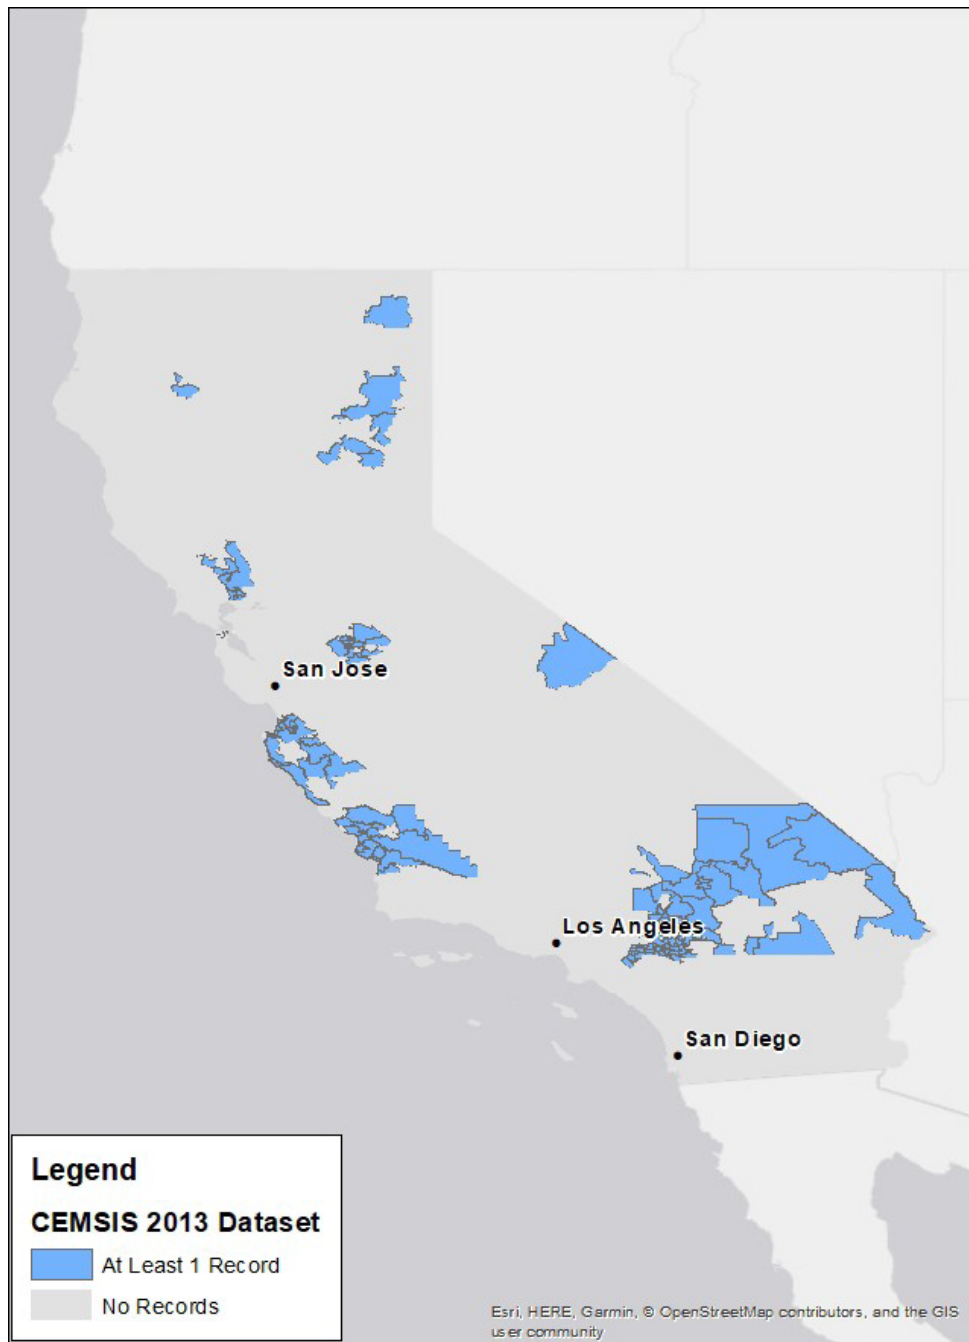 San Jose
Los Angeles
San Diego
Legend
CEMSIS 2013 Dataset
At Least 1 Record
No Records
Esri, HERE, Garmin, © OpenStreetMap contributors, and the GIS
user community